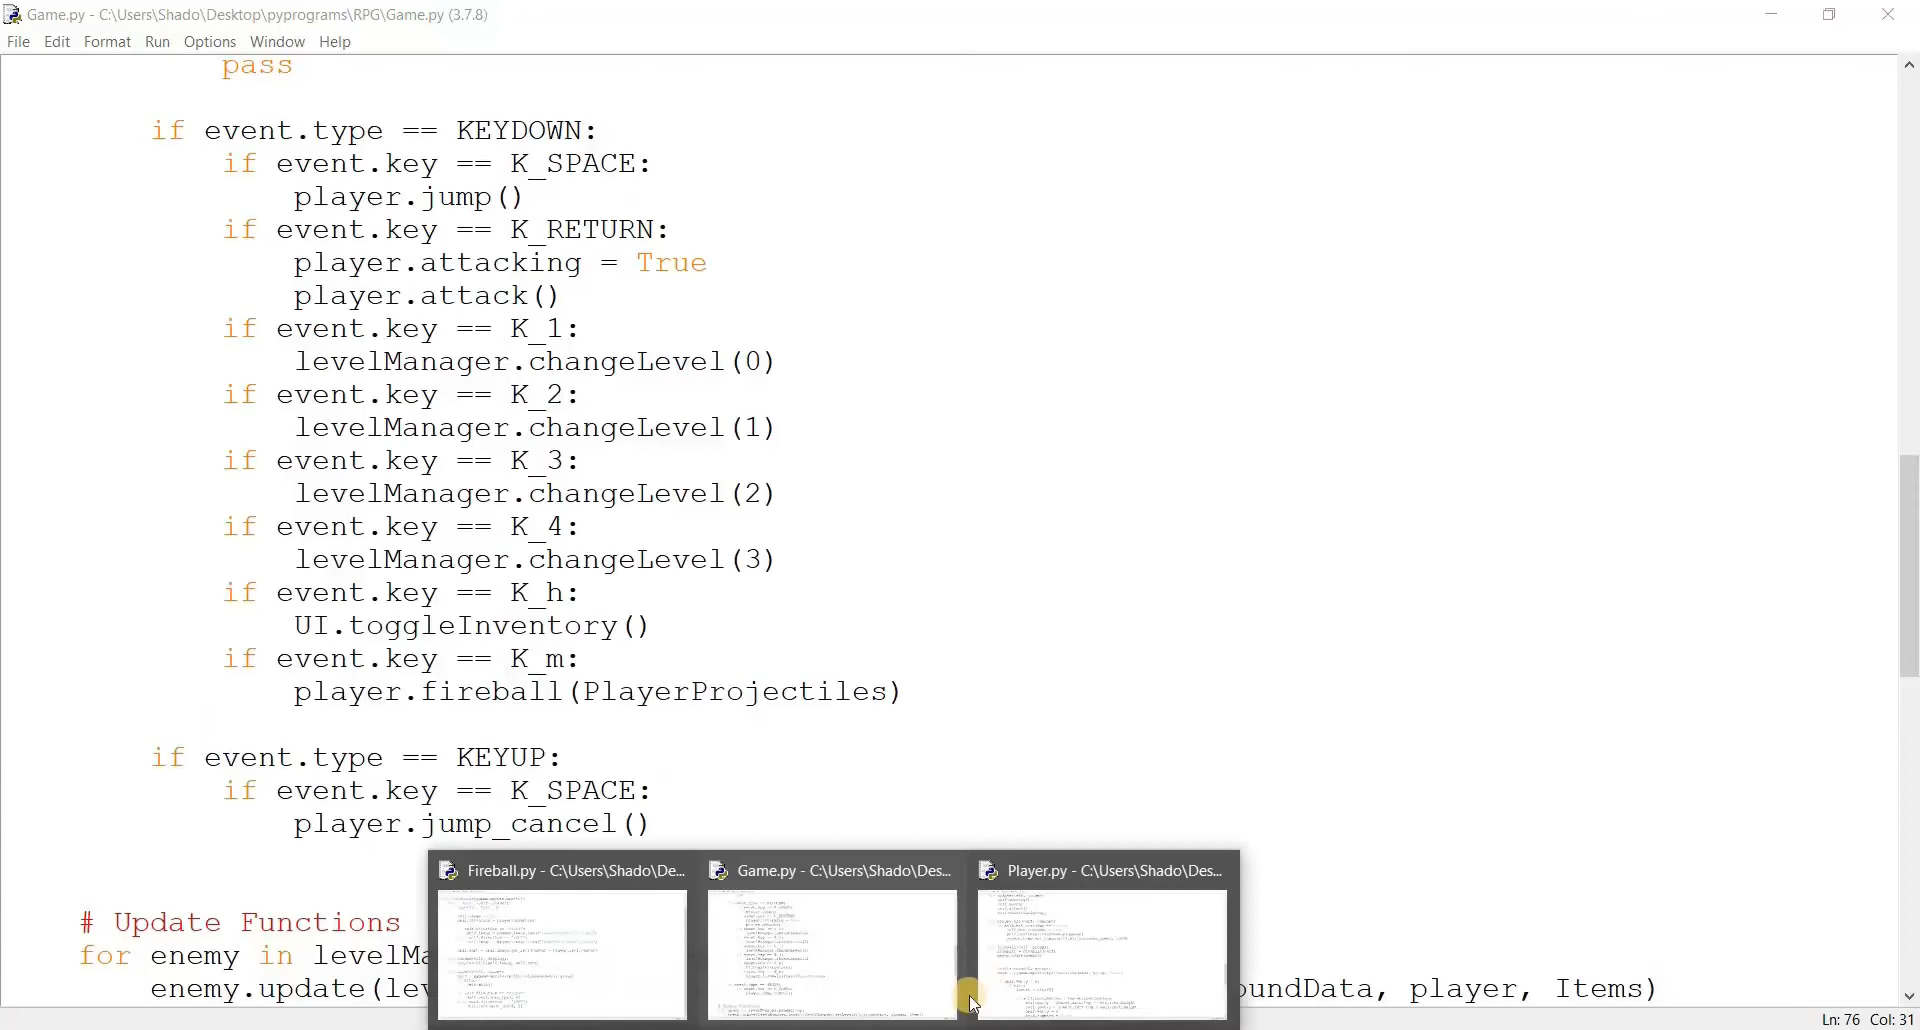 Game.py - C:\Users\Shado\Desktop\pyprograms\RPG\Game.py (3.7.8)
File Edit Format Run Options Window Help
pass
if event.type == KEYDOWN:
if event.key == K_SPACE:
player.jump()
if event.key == K_RETURN:
player.attacking = True
player.attack()
if event.key == K_1:
levelManager.changeLevel(0)
if event.key == K_2:
levelManager.changeLevel(1)
if event.key == K_3:
levelManager.changeLevel(2)
if event.key == K_4:
levelManager.changeLevel(3)
if event.key == K_h:
UI.toggleInventory()
if event.key == K_m:
player.fireball(PlayerProjectiles)
if event.type == KEYUP:
if event.key == K_SPACE:
player.jump_cancel()
Fireball.py - C:\Users\Shado\De... Game.py - C:\Users\Shado\Des... Player.py - C:\Users\Shado\Des...
# Update Functions
for enemy in levelMa
enemy.update(lev oundData, player, Items)
Ln: 76 Col: 31